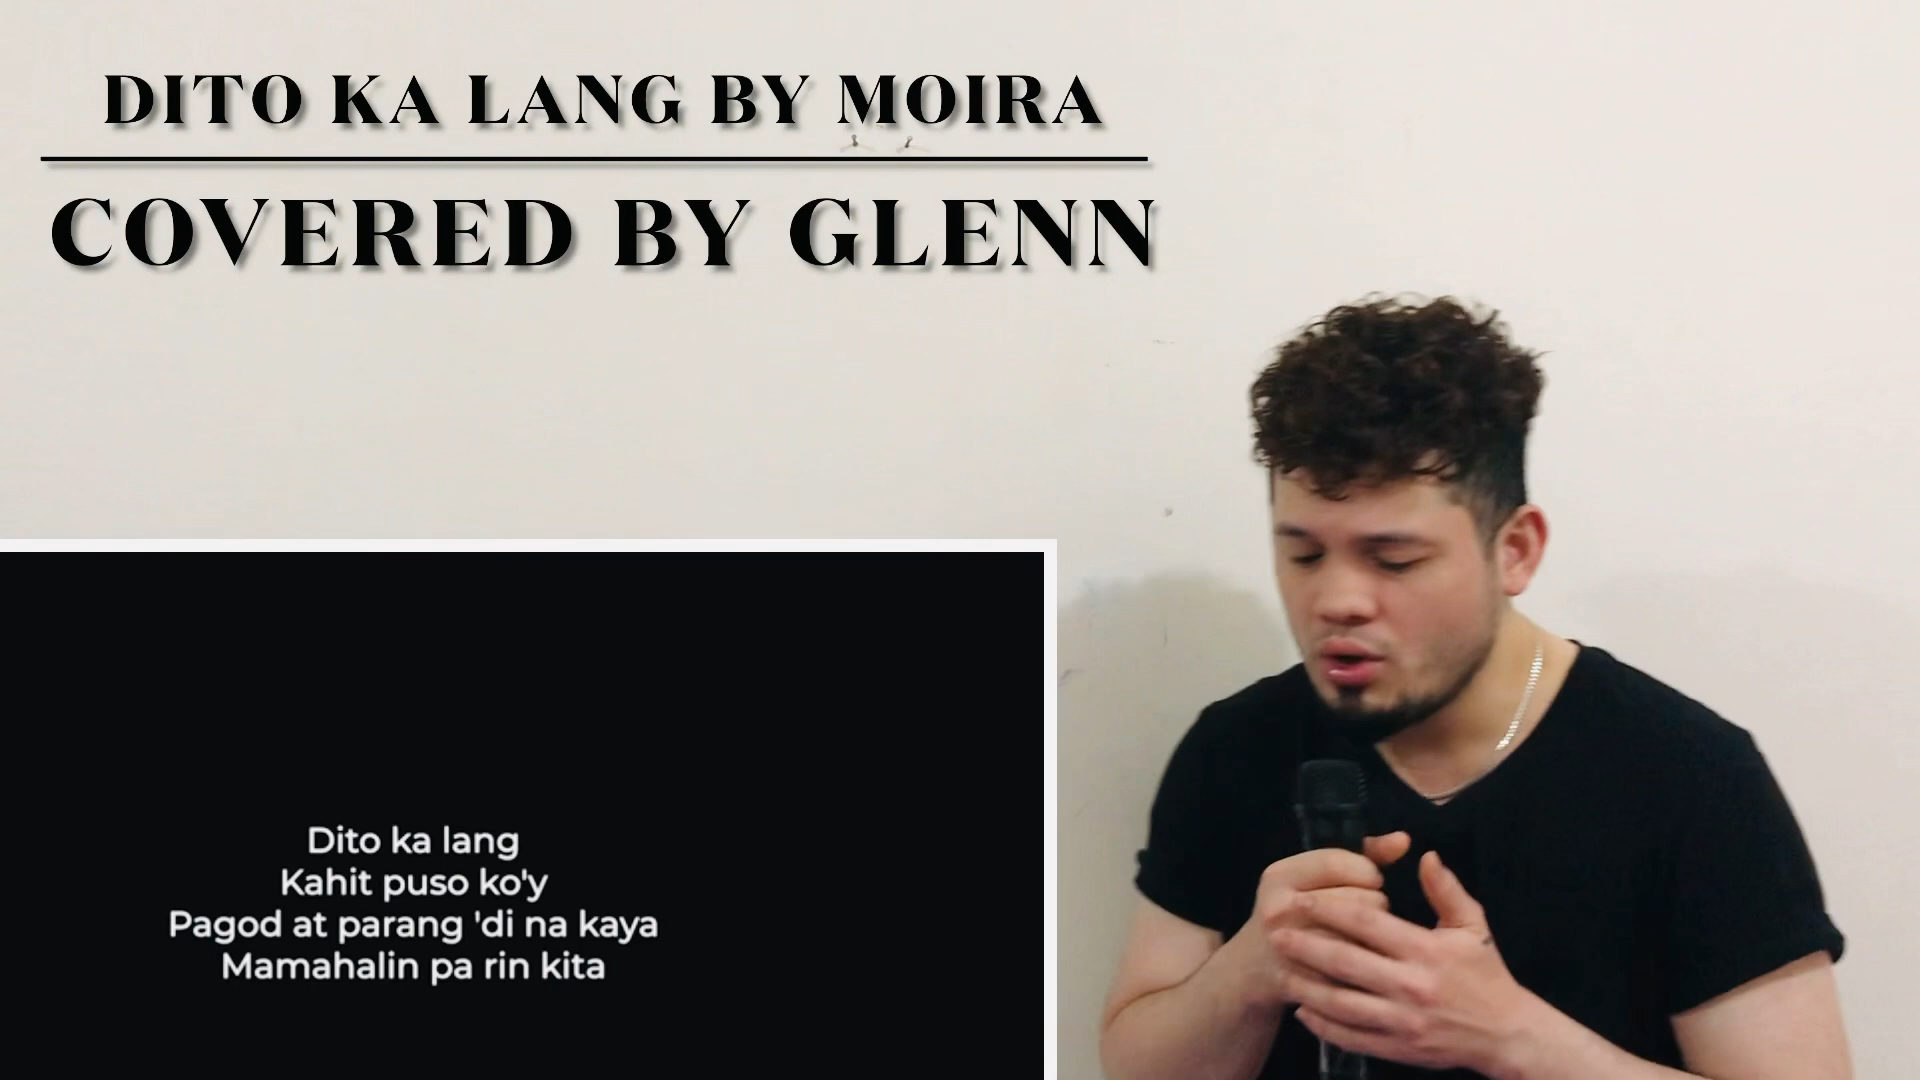 DITO KA LANG BY MOIRA
COVERED BY GLENN
Dito ka lang
Kahit puso ko'y
Pagod at parang 'di na kaya
Mamahalin pa rin kita